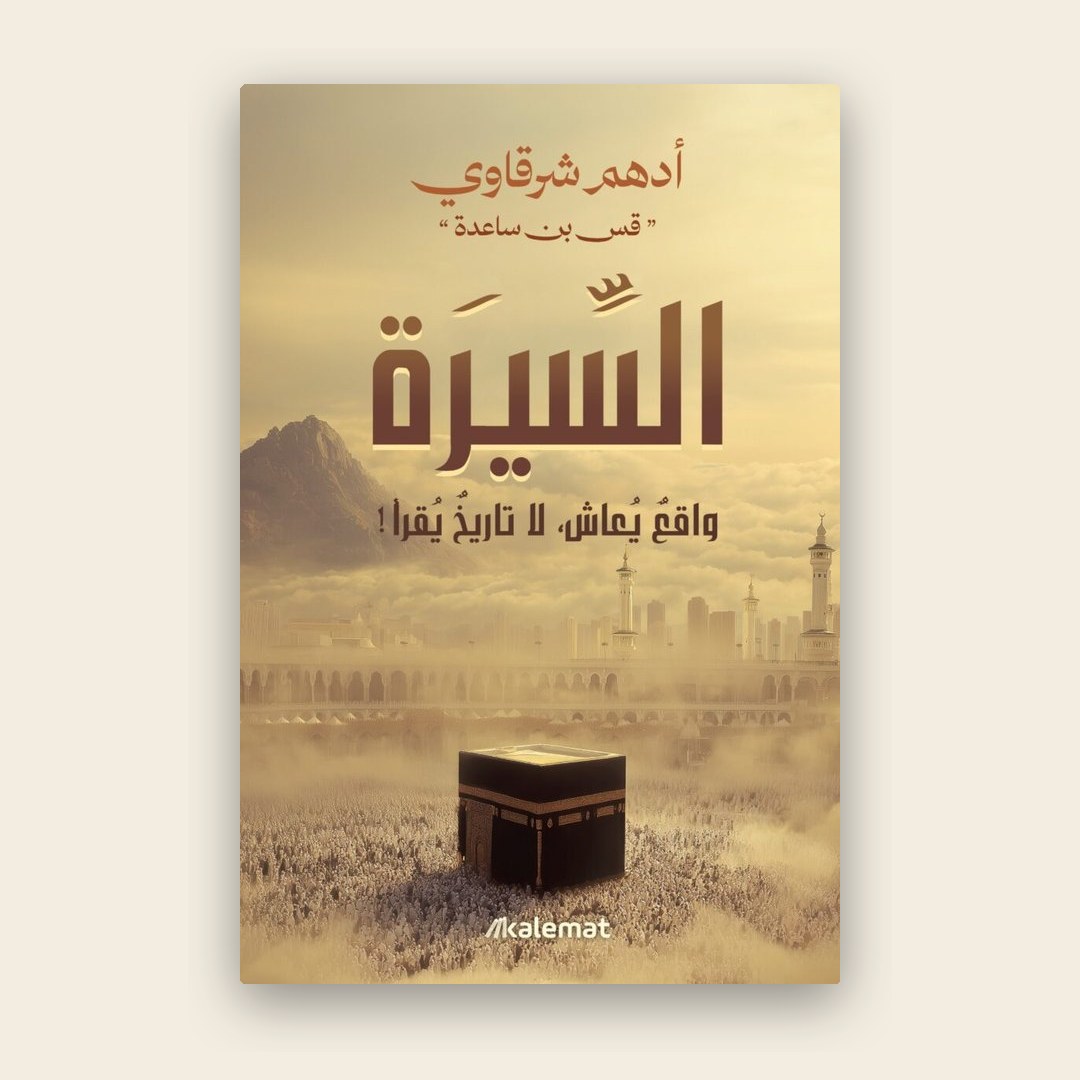 أدهم شرقاوي
” قس بن ساعدة “
السِّيرَة
واقعٌ يُعاش، لا تاريخٌ يُقرأ!
kalemat